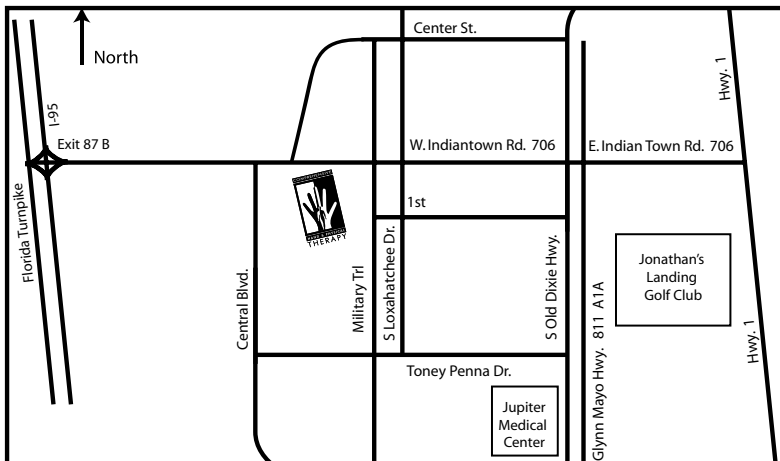 Center St.
North
Hwy. 1
I-95
Exit 87 B
W. Indiantown Rd. 706
E. Indian Town Rd. 706
1st
THERAPY
Florida Turnpike
Central Blvd.
Military Trl
S Loxahatchee Dr.
S Old Dixie Hwy.
Glynn Mayo Hwy. 811 A1A
Jonathan's
Landing
Golf Club
Hwy. 1
Toney Penna Dr.
Jupiter
Medical
Center